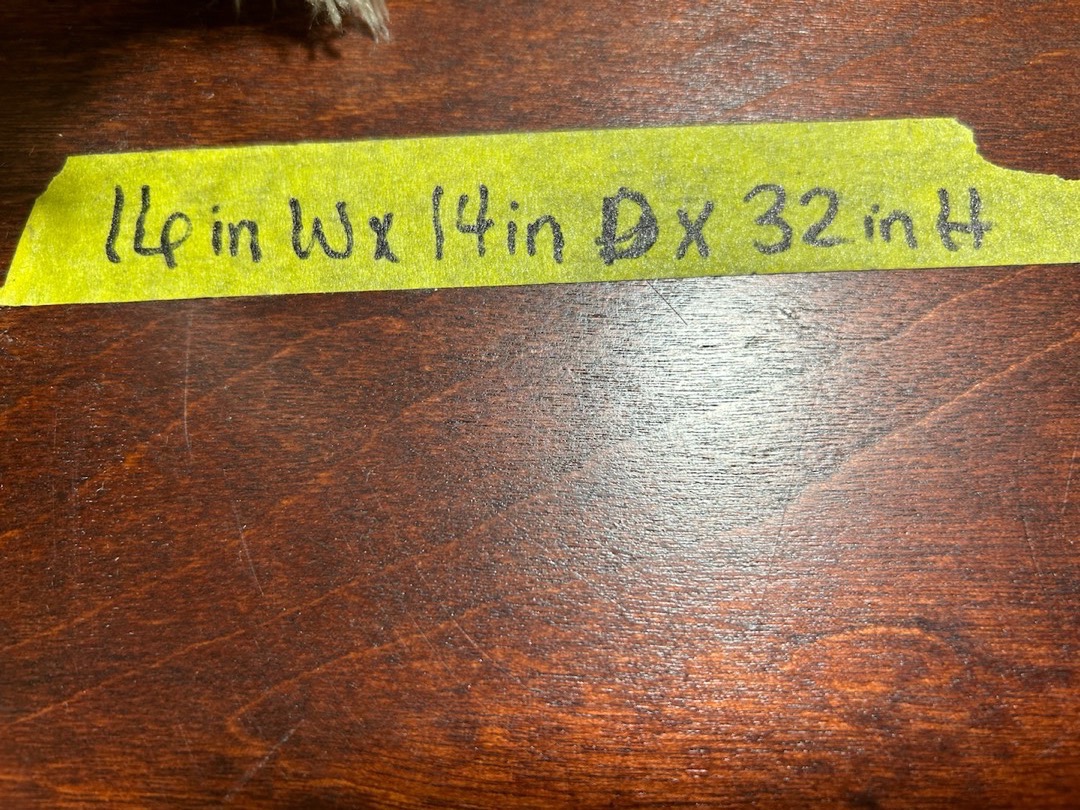 16 in W x 14 in D x 32 in H